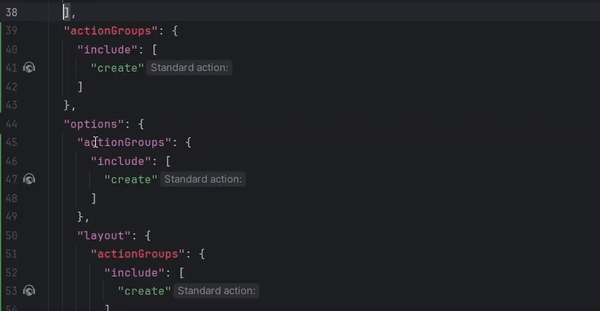 38 ],
39 "actionGroups": {
40 "include": [
41 "create" Standard action:
42 ]
43 },
44 "options": {
45 "actionGroups": {
46 "include": [
47 "create" Standard action:
48 ]
49 },
50 "layout": {
51 "actionGroups": {
52 "include": [
53 "create" Standard action:
54 ]